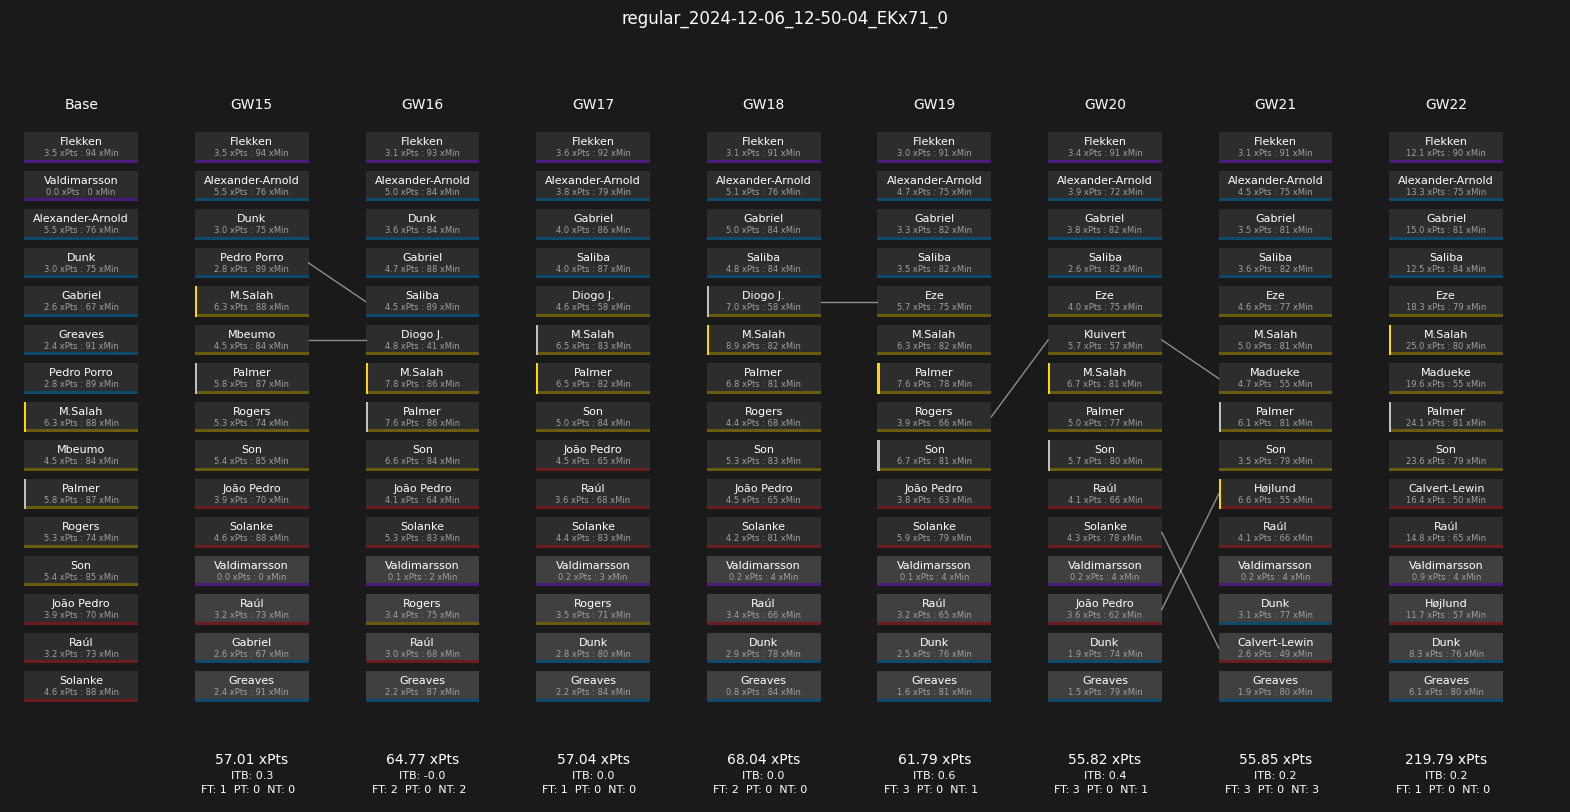 regular_2024-12-06_12-50-04_EKx71_0
Base
Flekken
3.5 xPts : 94 xMin
Valdimarsson
0.0 xPts : 0 xMin
Alexander-Arnold
5.5 xPts : 76 xMin
Dunk
3.0 xPts : 75 xMin
Gabriel
2.6 xPts : 67 xMin
Greaves
2.4 xPts : 91 xMin
Pedro Porro
2.8 xPts : 89 xMin
M.Salah
6.3 xPts : 88 xMin
Mbeumo
4.5 xPts : 84 xMin
Palmer
5.8 xPts : 87 xMin
Rogers
5.3 xPts : 74 xMin
Son
5.4 xPts : 85 xMin
João Pedro
3.9 xPts : 70 xMin
Raúl
3.2 xPts : 73 xMin
Solanke
4.6 xPts : 88 xMin
GW15
Flekken
3.5 xPts : 94 xMin
Alexander-Arnold
5.5 xPts : 76 xMin
Dunk
3.0 xPts : 75 xMin
Pedro Porro
2.8 xPts : 89 xMin
M.Salah
6.3 xPts : 88 xMin
Mbeumo
4.5 xPts : 84 xMin
Palmer
5.8 xPts : 87 xMin
Rogers
5.3 xPts : 74 xMin
Son
5.4 xPts : 85 xMin
João Pedro
3.9 xPts : 70 xMin
Solanke
4.6 xPts : 88 xMin
Valdimarsson
0.0 xPts : 0 xMin
Raúl
3.2 xPts : 73 xMin
Gabriel
2.6 xPts : 67 xMin
Greaves
2.4 xPts : 91 xMin
57.01 xPts
ITB: 0.3
FT: 1 PT: 0 NT: 0
GW16
Flekken
3.1 xPts : 93 xMin
Alexander-Arnold
5.0 xPts : 84 xMin
Dunk
3.6 xPts : 84 xMin
Gabriel
4.7 xPts : 88 xMin
Saliba
4.5 xPts : 89 xMin
Diogo J.
4.8 xPts : 41 xMin
M.Salah
7.8 xPts : 86 xMin
Palmer
7.6 xPts : 86 xMin
Son
6.6 xPts : 84 xMin
João Pedro
4.1 xPts : 64 xMin
Solanke
5.3 xPts : 83 xMin
Valdimarsson
0.1 xPts : 2 xMin
Rogers
3.4 xPts : 75 xMin
Raúl
3.0 xPts : 68 xMin
Greaves
2.2 xPts : 87 xMin
64.77 xPts
ITB: -0.0
FT: 2 PT: 0 NT: 2
GW17
Flekken
3.6 xPts : 92 xMin
Alexander-Arnold
3.8 xPts : 79 xMin
Gabriel
4.0 xPts : 86 xMin
Saliba
4.0 xPts : 87 xMin
Diogo J.
4.6 xPts : 58 xMin
M.Salah
6.5 xPts : 83 xMin
Palmer
6.5 xPts : 82 xMin
Son
5.0 xPts : 84 xMin
João Pedro
4.5 xPts : 65 xMin
Raúl
3.6 xPts : 68 xMin
Solanke
4.4 xPts : 83 xMin
Valdimarsson
0.2 xPts : 3 xMin
Rogers
3.5 xPts : 71 xMin
Dunk
2.8 xPts : 80 xMin
Greaves
2.2 xPts : 84 xMin
57.04 xPts
ITB: 0.0
FT: 1 PT: 0 NT: 0
GW18
Flekken
3.1 xPts : 91 xMin
Alexander-Arnold
5.1 xPts : 76 xMin
Gabriel
5.0 xPts : 84 xMin
Saliba
4.8 xPts : 84 xMin
Diogo J.
7.0 xPts : 58 xMin
M.Salah
8.9 xPts : 82 xMin
Palmer
6.8 xPts : 81 xMin
Rogers
4.4 xPts : 68 xMin
Son
5.3 xPts : 83 xMin
João Pedro
4.5 xPts : 65 xMin
Solanke
4.2 xPts : 81 xMin
Valdimarsson
0.2 xPts : 4 xMin
Raúl
3.4 xPts : 66 xMin
Dunk
2.9 xPts : 78 xMin
Greaves
0.8 xPts : 84 xMin
68.04 xPts
ITB: 0.0
FT: 2 PT: 0 NT: 0
GW19
Flekken
3.0 xPts : 91 xMin
Alexander-Arnold
4.7 xPts : 75 xMin
Gabriel
3.3 xPts : 82 xMin
Saliba
3.5 xPts : 82 xMin
Eze
5.7 xPts : 75 xMin
M.Salah
6.3 xPts : 82 xMin
Palmer
7.6 xPts : 78 xMin
Rogers
3.9 xPts : 66 xMin
Son
6.7 xPts : 81 xMin
João Pedro
3.8 xPts : 63 xMin
Solanke
5.9 xPts : 79 xMin
Valdimarsson
0.1 xPts : 4 xMin
Raúl
3.2 xPts : 65 xMin
Dunk
2.5 xPts : 76 xMin
Greaves
1.6 xPts : 81 xMin
61.79 xPts
ITB: 0.6
FT: 3 PT: 0 NT: 1
GW20
Flekken
3.4 xPts : 91 xMin
Alexander-Arnold
3.9 xPts : 72 xMin
Gabriel
3.8 xPts : 82 xMin
Saliba
2.6 xPts : 82 xMin
Eze
4.0 xPts : 75 xMin
Kluivert
5.7 xPts : 57 xMin
M.Salah
6.7 xPts : 81 xMin
Palmer
5.0 xPts : 77 xMin
Son
5.7 xPts : 80 xMin
Raúl
4.1 xPts : 66 xMin
Solanke
4.3 xPts : 78 xMin
Valdimarsson
0.2 xPts : 4 xMin
João Pedro
3.6 xPts : 62 xMin
Dunk
1.9 xPts : 74 xMin
Greaves
1.5 xPts : 79 xMin
55.82 xPts
ITB: 0.4
FT: 3 PT: 0 NT: 1
GW21
Flekken
3.1 xPts : 91 xMin
Alexander-Arnold
4.5 xPts : 75 xMin
Gabriel
3.5 xPts : 81 xMin
Saliba
3.6 xPts : 82 xMin
Eze
4.6 xPts : 77 xMin
M.Salah
5.0 xPts : 81 xMin
Madueke
4.7 xPts : 55 xMin
Palmer
6.1 xPts : 81 xMin
Son
3.5 xPts : 79 xMin
Højlund
6.6 xPts : 55 xMin
Raúl
4.1 xPts : 66 xMin
Valdimarsson
0.2 xPts : 4 xMin
Dunk
3.1 xPts : 77 xMin
Calvert-Lewin
2.6 xPts : 49 xMin
Greaves
1.9 xPts : 80 xMin
55.85 xPts
ITB: 0.2
FT: 3 PT: 0 NT: 3
GW22
Flekken
12.1 xPts : 90 xMin
Alexander-Arnold
13.3 xPts : 75 xMin
Gabriel
15.0 xPts : 81 xMin
Saliba
12.5 xPts : 84 xMin
Eze
18.3 xPts : 79 xMin
M.Salah
25.0 xPts : 80 xMin
Madueke
19.6 xPts : 55 xMin
Palmer
24.1 xPts : 81 xMin
Son
23.6 xPts : 79 xMin
Calvert-Lewin
16.4 xPts : 50 xMin
Raúl
14.8 xPts : 65 xMin
Valdimarsson
0.9 xPts : 4 xMin
Højlund
11.7 xPts : 57 xMin
Dunk
8.3 xPts : 76 xMin
Greaves
6.1 xPts : 80 xMin
219.79 xPts
ITB: 0.2
FT: 1 PT: 0 NT: 0